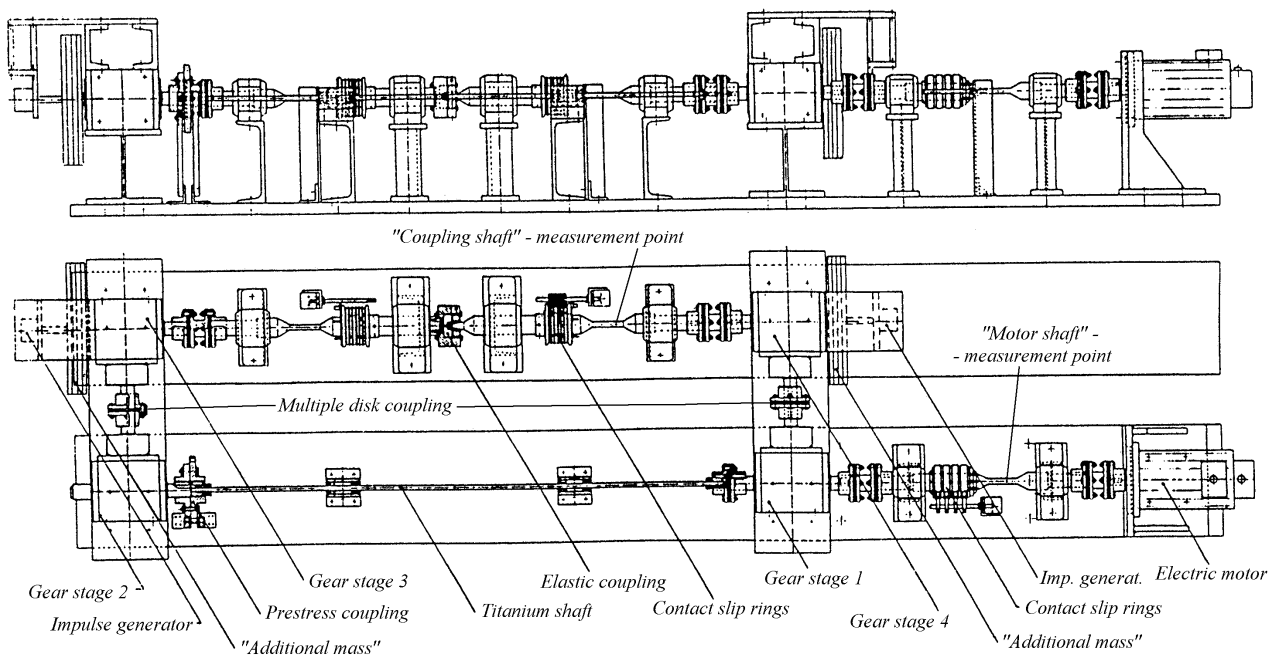 "Coupling shaft" - measurement point
"Motor shaft" -
- measurement point
Multiple disk coupling
Gear stage 2 -
Impulse generator
"Additional mass"
Prestress coupling
Gear stage 3
Titanium shaft
Elastic coupling
Contact slip rings
Gear stage 1
Gear stage 4
"Additional mass"
Contact slip rings
Imp. generat.
Electric motor